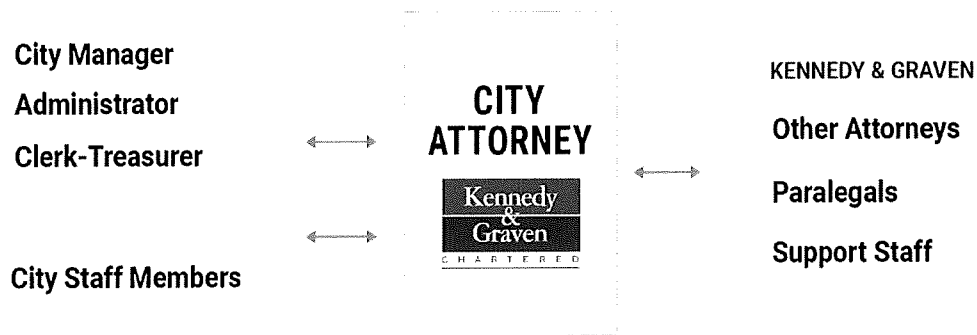 City Manager
Administrator
Clerk-Treasurer
City Staff Members
CITY
ATTORNEY
Kennedy
&
Graven
CHARTERED
KENNEDY & GRAVEN
Other Attorneys
Paralegals
Support Staff